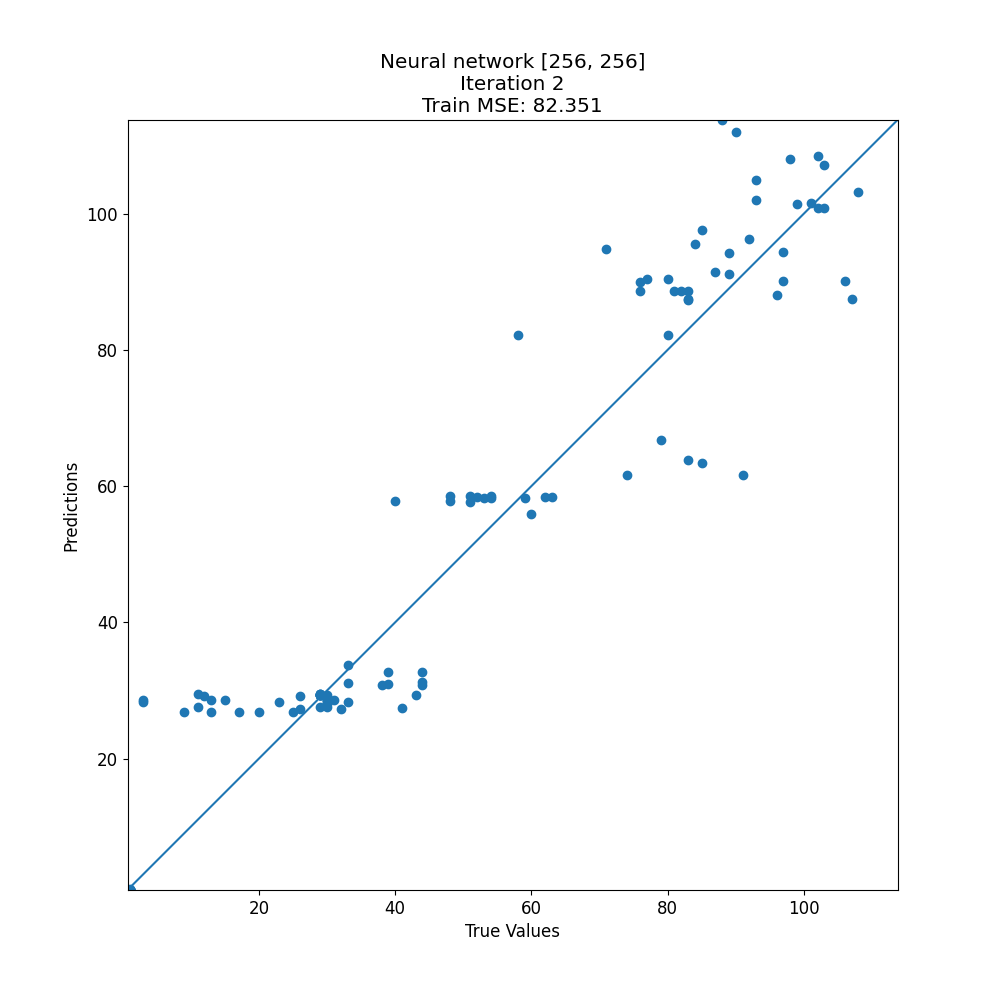 Neural network [256, 256]
Iteration 2
Train MSE: 82.351
100
80
60
40
20
Predictions
20 40 60 80 100
True Values